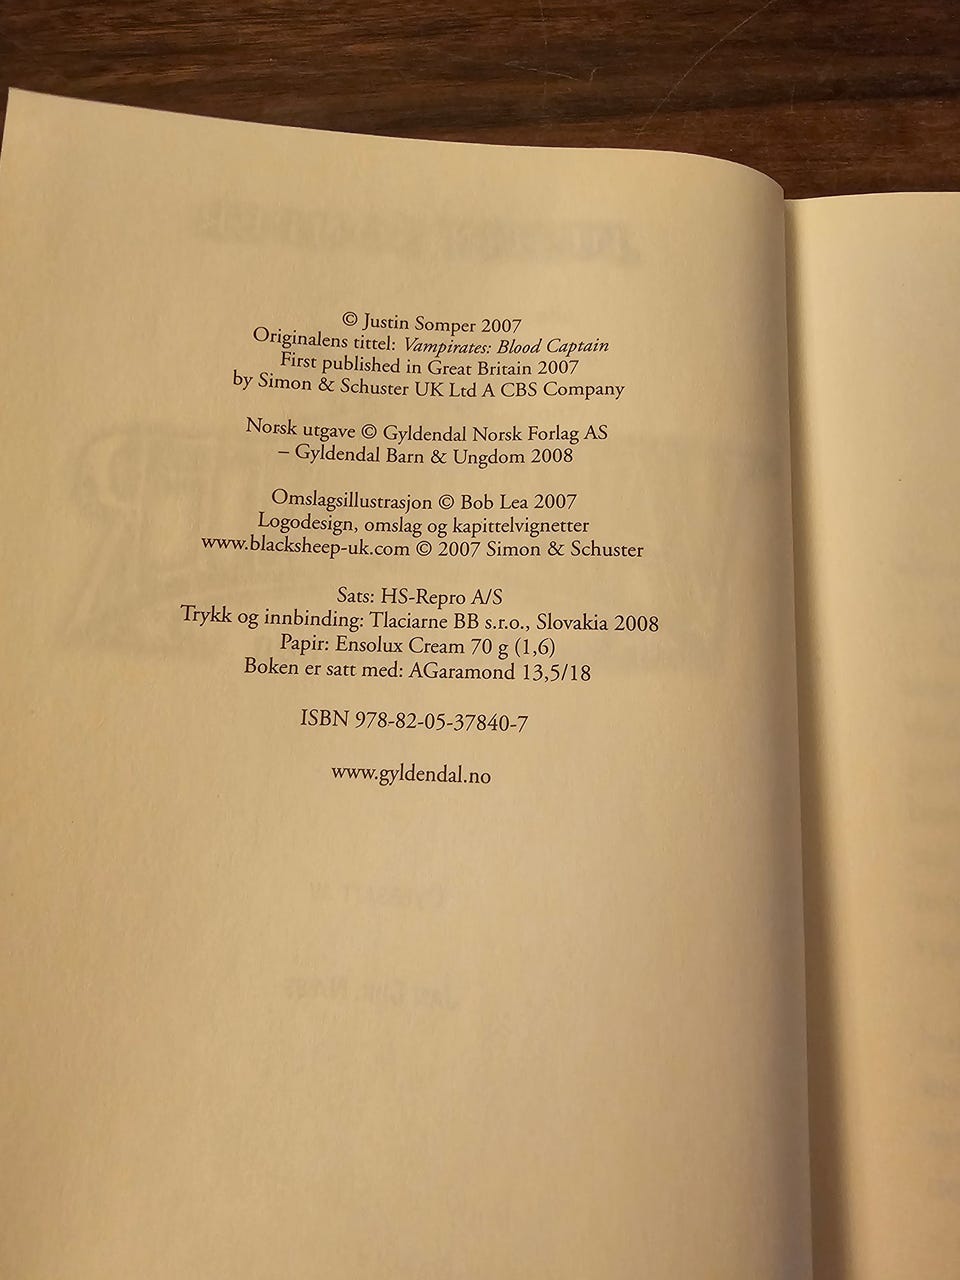 © Justin Somper 2007
Originalens tittel: Vampirates: Blood Captain
First published in Great Britain 2007
by Simon & Schuster UK Ltd A CBS Company
Norsk utgave © Gyldendal Norsk Forlag AS
– Gyldendal Barn & Ungdom 2008
Omslagsillustrasjon © Bob Lea 2007
Logodesign, omslag og kapittelvignetter
www.blacksheep-uk.com © 2007 Simon & Schuster
Sats: HS-Repro A/S
Trykk og innbinding: Tlaciarne BB s.r.o., Slovakia 2008
Papir: Ensolux Cream 70 g (1,6)
Boken er satt med: AGaramond 13,5/18
ISBN 978-82-05-37840-7
www.gyldendal.no